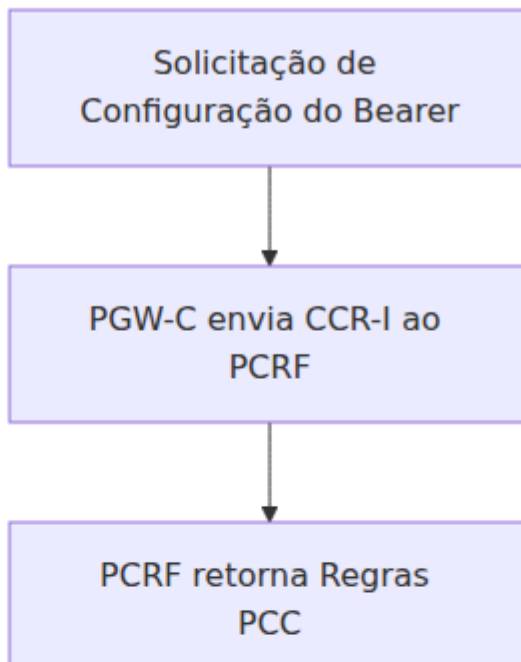 Solicitação de
Configuração do Bearer
PGW-C envia CCR-I ao
PCRF
PCRF retorna Regras
PCC